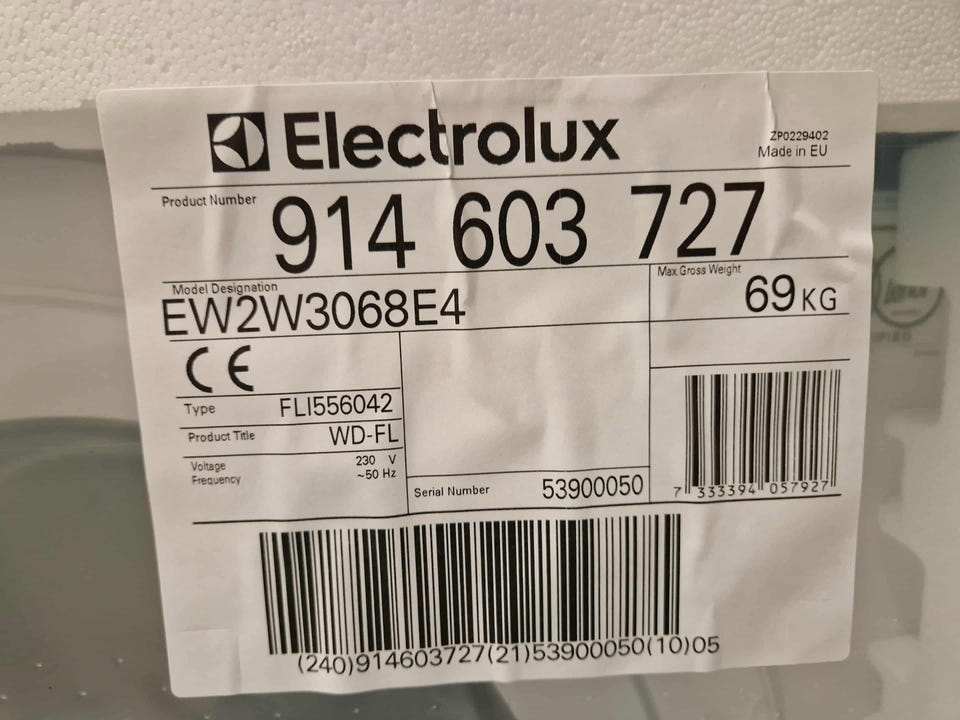 Electrolux
ZP0229402
Made in EU
Product Number
914 603 727
Model Designation
EW2W3068E4
Max.Gross Weight
69 KG
CE
Type FLI556042
Product Title WD-FL
Voltage 230 V
Frequency ~50 Hz
Serial Number 53900050
7 333394 057927
(240)914603727(21)53900050(10)05